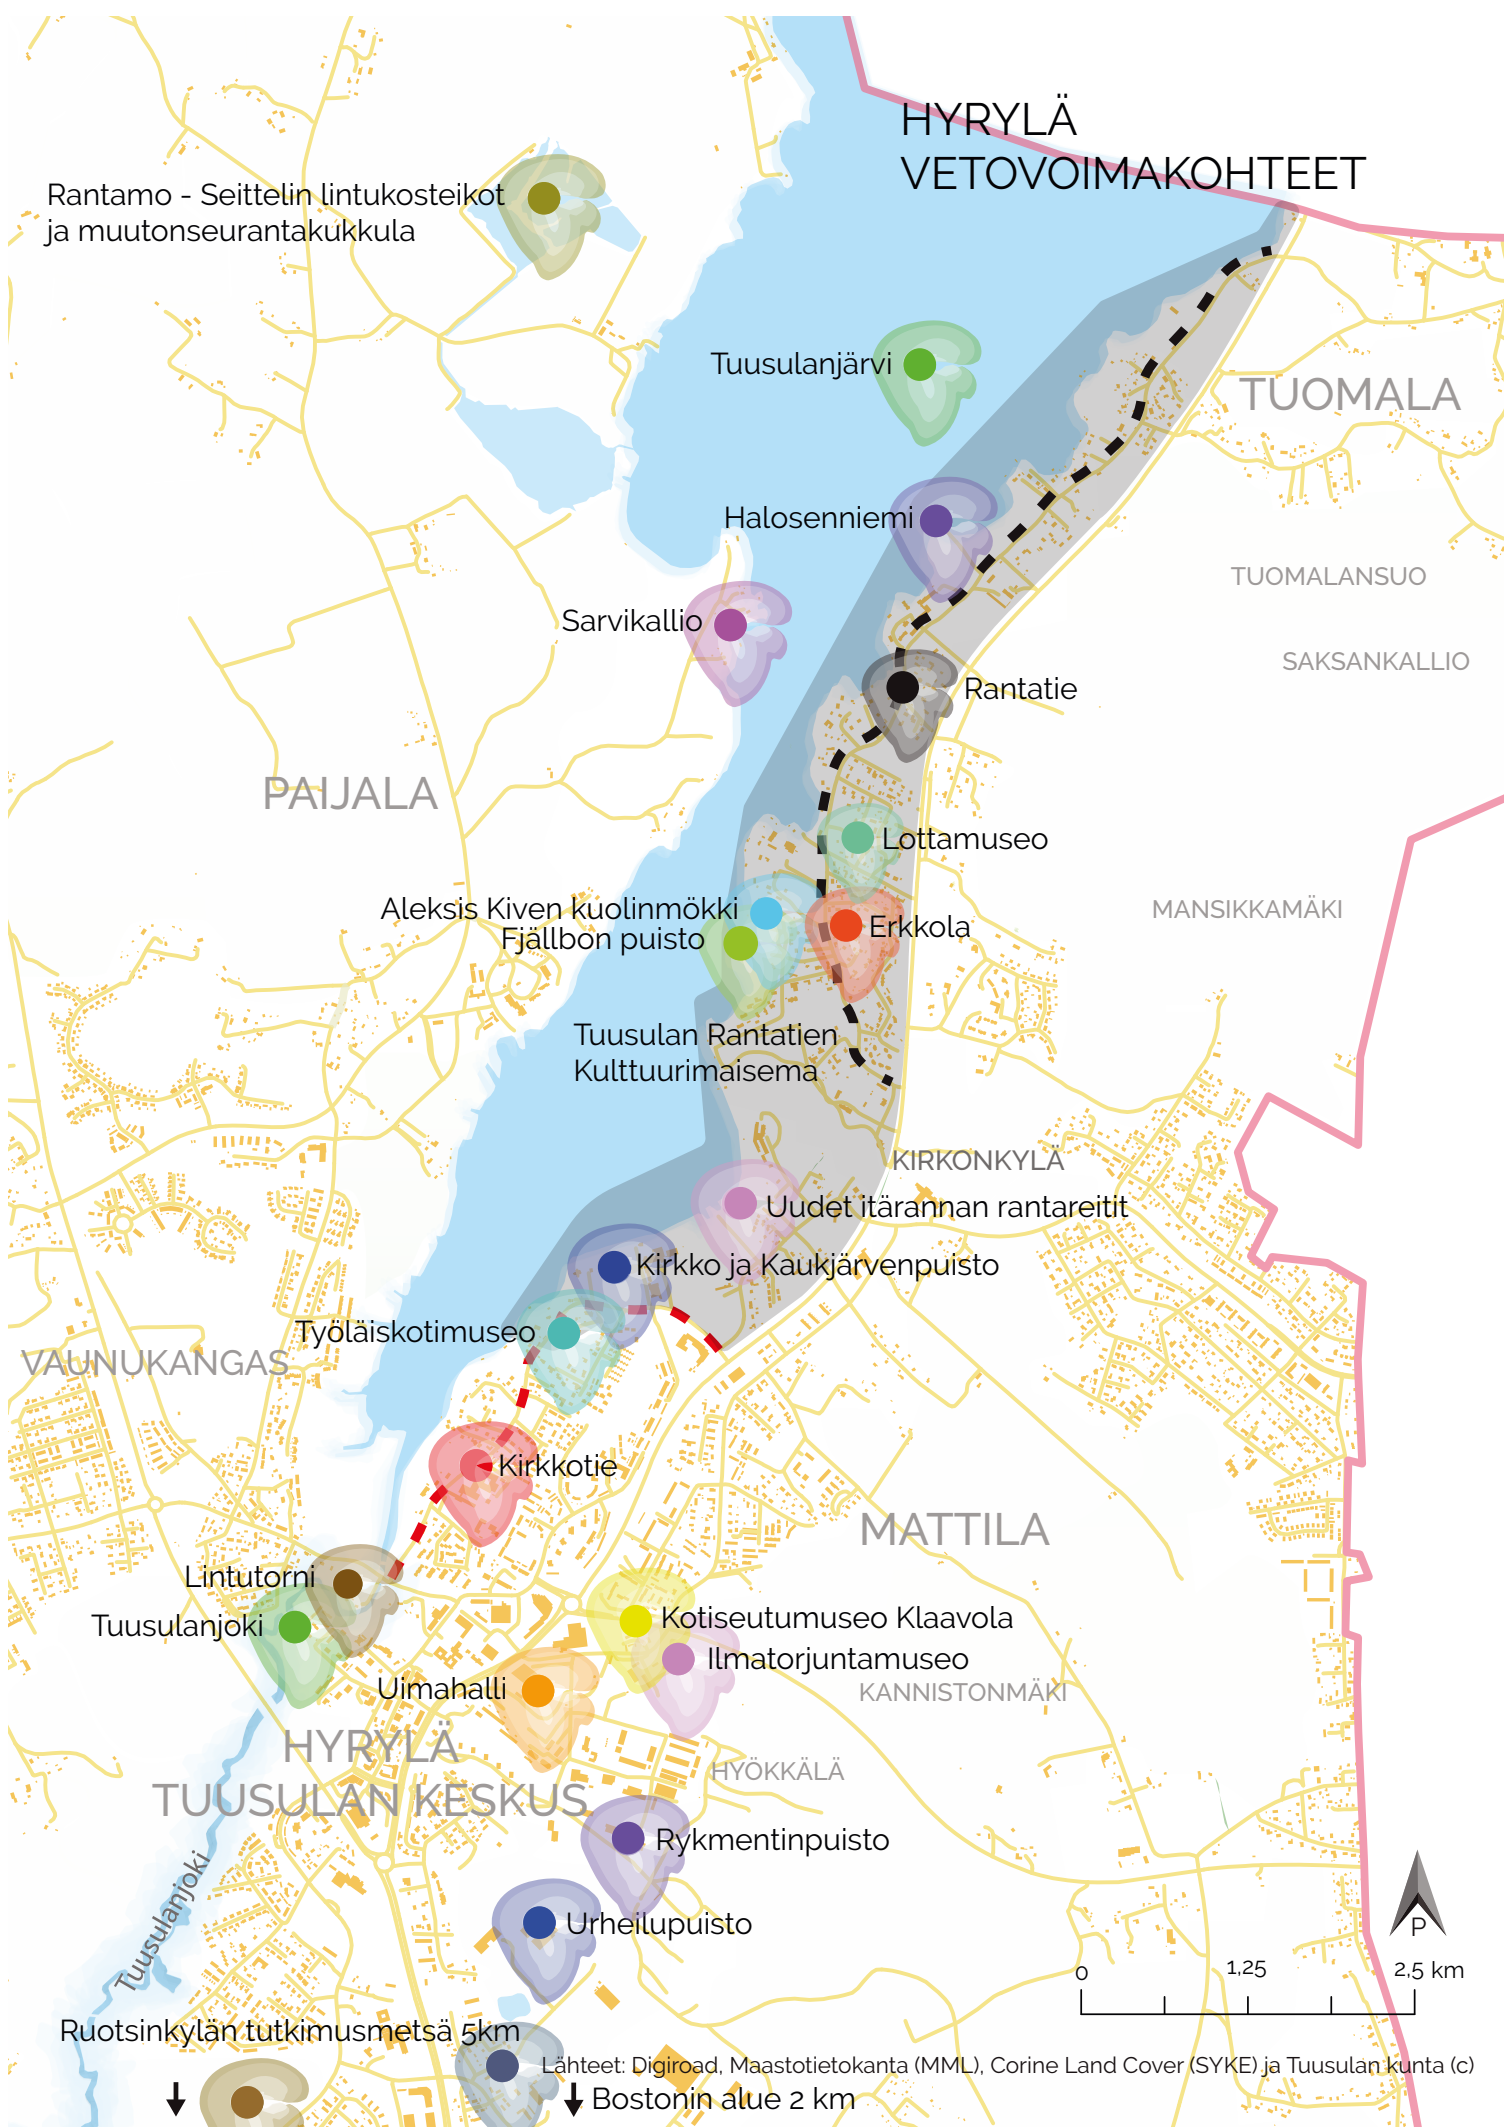 HYRYLÄ
VETOVOIMAKOHTEET
Rantamo - Seittelin lintukosteikot
ja muutonseurantakukkula
Tuusulanjärvi
TUOMALA
Halosenniemi
TUOMALANSUO
Sarvikallio
SAKSANKALLIO
Rantatie
PAIJALA
Lottamuseo
Aleksis Kiven kuolinmökki
MANSIKKAMÄKI
Erkkola
Fjällbon puisto
Tuusulan Rantatien
Kulttuurimaisema
KIRKONKYLÄ
Uudet itärannan rantareitit
Kirkko ja Kaukjärvenpuisto
Työläiskotimuseo
VAUNUKANGAS
Kirkkotie
MATTILA
Lintutorni
Kotiseutumuseo Klaavola
Tuusulanjoki
Ilmatorjuntamuseo
Uimahalli
KANNISTONMÄKI
HYRYLÄ
TUUSULAN KESKUS
HYÖKKÄLÄ
Rykmentinpuisto
Urheilupuisto
Tuusulanjoki
P
0 1,25 2,5 km
Ruotsinkylän tutkimusmetsä 5km
Lähteet: Digiroad, Maastotietokanta (MML), Corine Land Cover (SYKE) ja Tuusulan kunta (c)
Bostonin alue 2 km